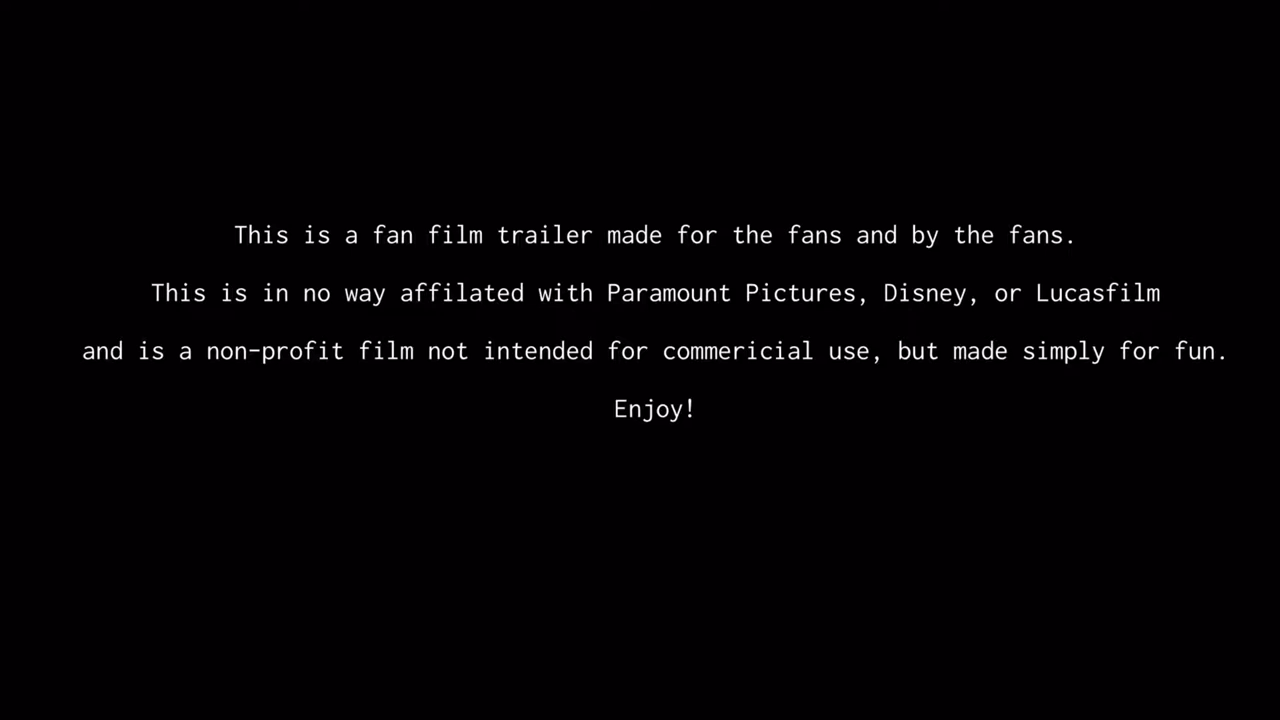 This is a fan film trailer made for the fans and by the fans.
This is in no way affilated with Paramount Pictures, Disney, or Lucasfilm
and is a non-profit film not intended for commericial use, but made simply for fun.
Enjoy!